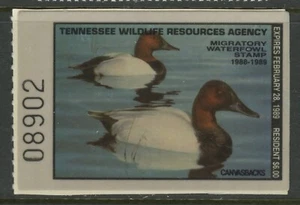 TENNESSEE WILDLIFE RESOURCES AGENCY
MIGRATORY
WATERFOWL
STAMP
1988-1989
EXPIRES FEBRUARY 28, 1989
RESIDENT $6.00
08902
CANVASBACKS